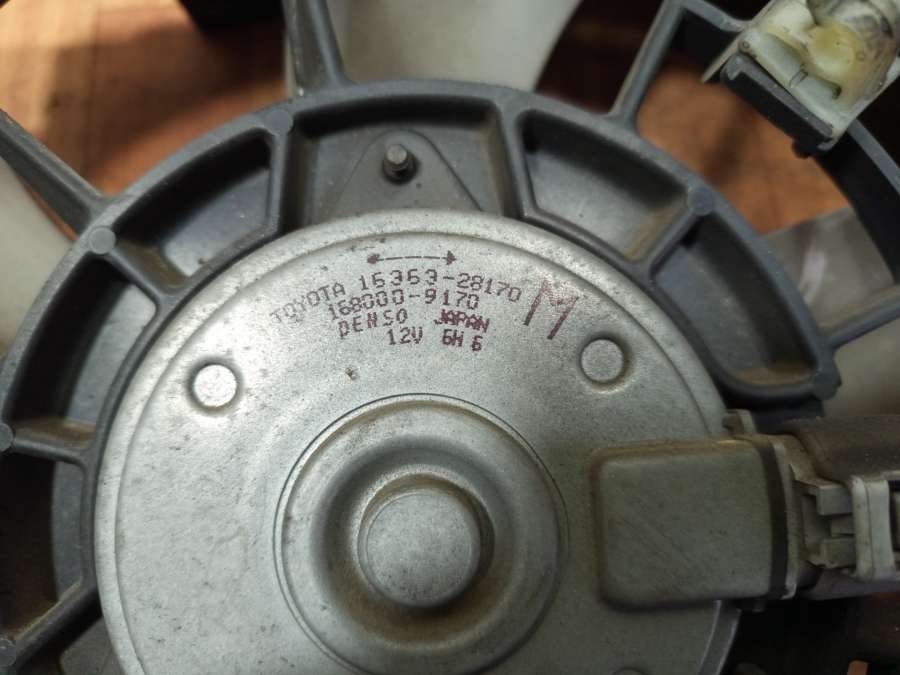 TOYOTA 16363-28170
168000-9170
DENSO JAPAN
12V 6H 6
M